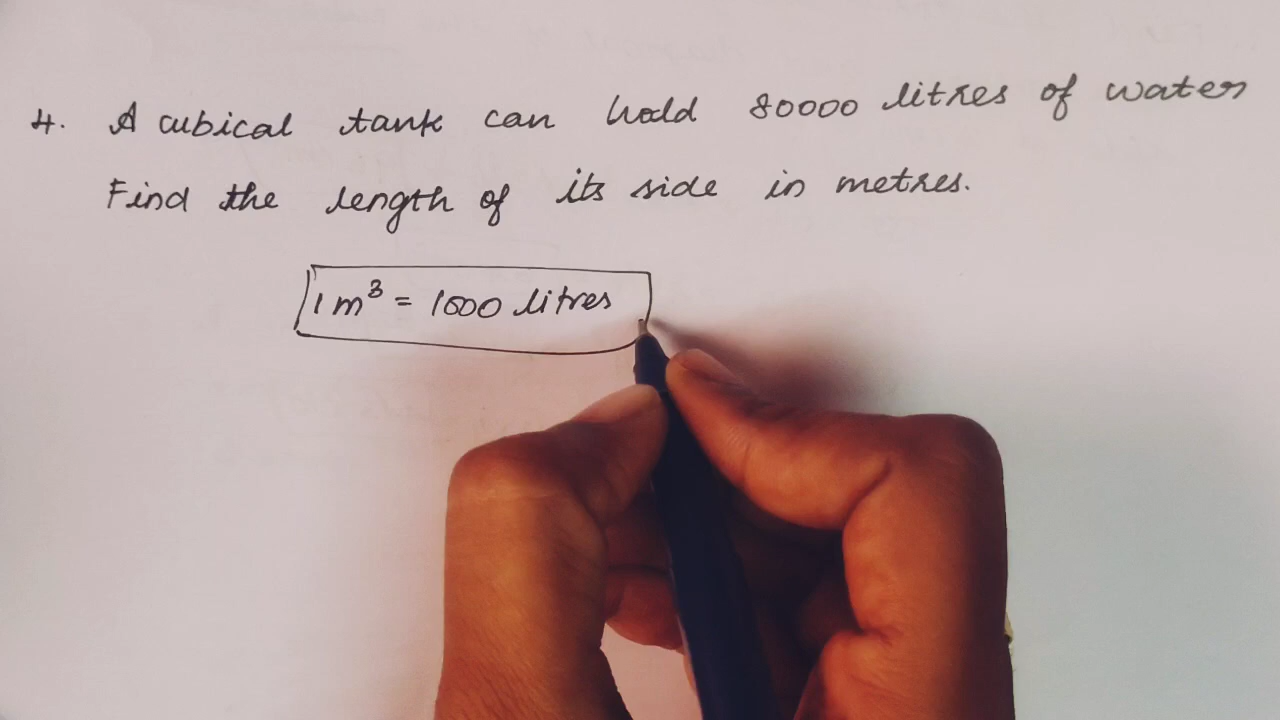 4. A cubical tank can hold 80000 litres of water
Find the length of its side in metres.
1 m³ = 1000 litres